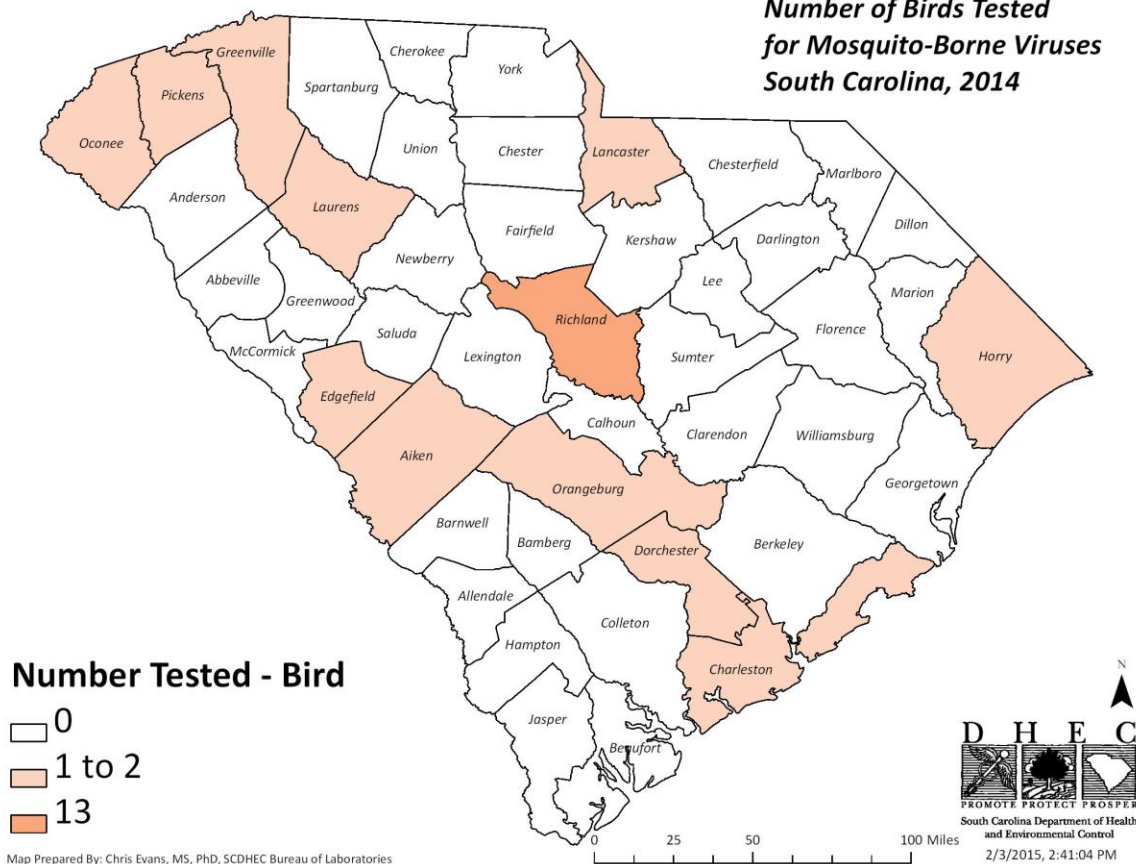 Number of Birds Tested
for Mosquito-Borne Viruses
South Carolina, 2014
Greenville
Cherokee
York
Spartanburg
Pickens
Oconee
Union
Chester
Lancaster
Chesterfield
Marlboro
Anderson
Laurens
Fairfield
Kershaw
Darlington
Dillon
Newberry
Abbeville
Greenwood
Lee
Marion
Richland
Florence
Saluda
McCormick
Lexington
Sumter
Horry
Edgefield
Calhoun
Clarendon
Williamsburg
Aiken
Orangeburg
Georgetown
Barnwell
Bamberg
Dorchester
Berkeley
Allendale
Colleton
Hampton
Charleston
Jasper
Beaufort
Number Tested - Bird
0
1 to 2
13
Map Prepared By: Chris Evans, MS, PhD, SCDHEC Bureau of Laboratories
0 25 50 100 Miles
N
D H E C
PROMOTE PROTECT PROSPER
South Carolina Department of Health
and Environmental Control
2/3/2015, 2:41:04 PM